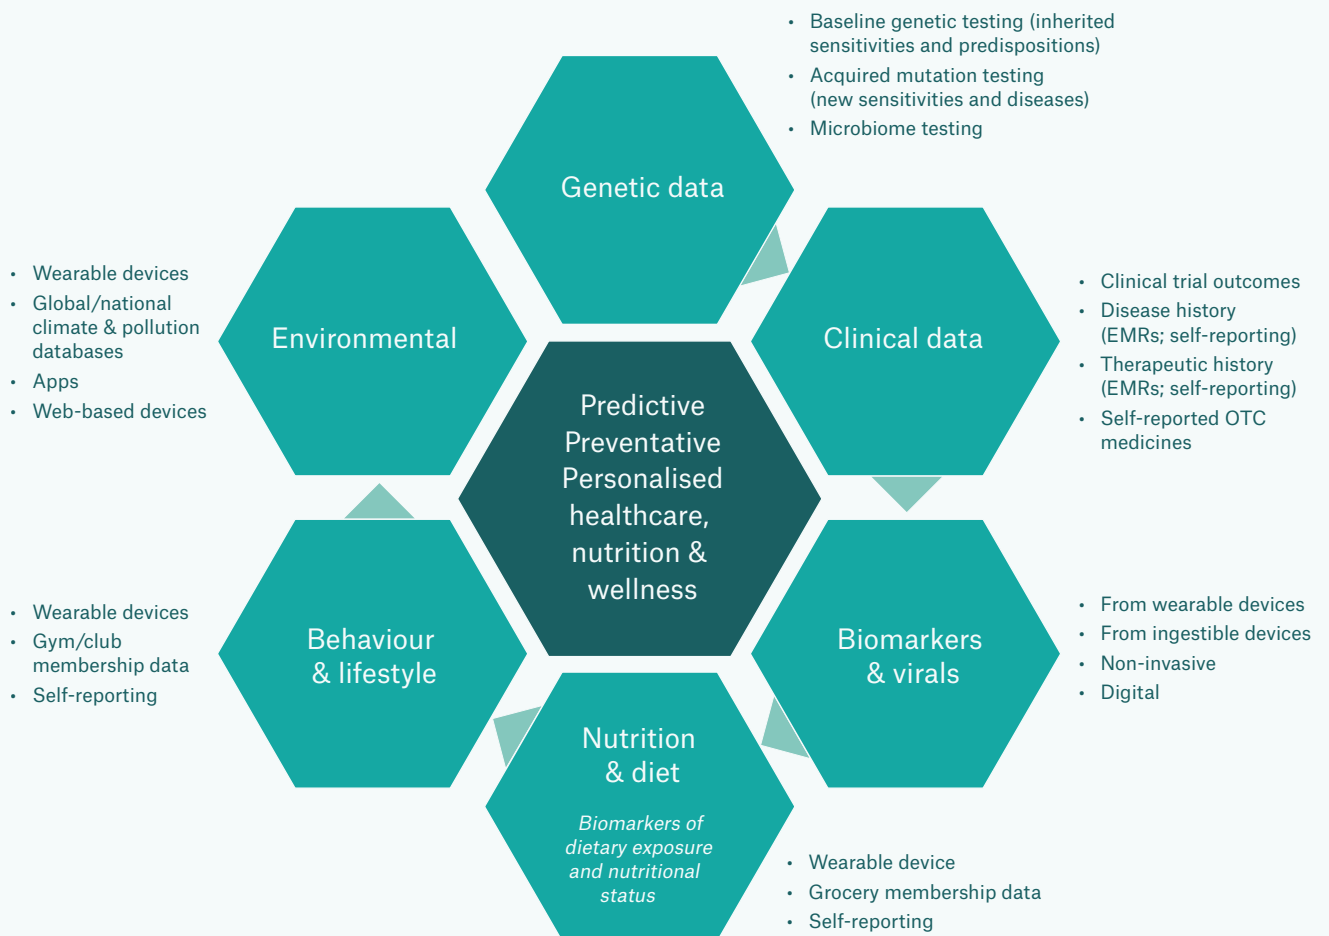 • Baseline genetic testing (inherited
sensitivities and predispositions)
• Acquired mutation testing
(new sensitivities and diseases)
• Microbiome testing
Genetic data
Environmental
• Wearable devices
• Global/national
climate & pollution
databases
• Apps
• Web-based devices
Clinical data
• Clinical trial outcomes
• Disease history
(EMRs; self-reporting)
• Therapeutic history
(EMRs; self-reporting)
• Self-reported OTC
medicines
Predictive
Preventative
Personalised
healthcare,
nutrition &
wellness
Behaviour
& lifestyle
• Wearable devices
• Gym/club
membership data
• Self-reporting
Biomarkers
& virals
• From wearable devices
• From ingestible devices
• Non-invasive
• Digital
Nutrition
& diet
Biomarkers of
dietary exposure
and nutritional
status
• Wearable device
• Grocery membership data
• Self-reporting